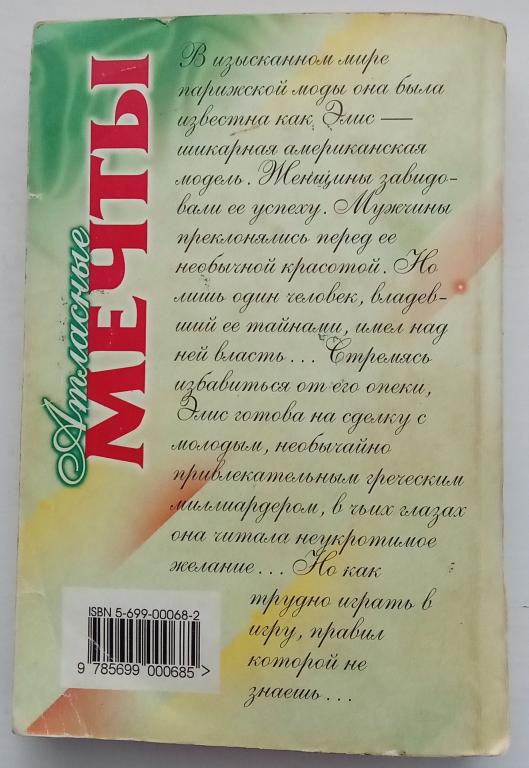 Атласные
МЕЧТЫ
В изысканном мире
парижской моды она была
известна как Элис —
шикарная американская
модель. Женщины завидо-
вали ее успеху. Мужчины
преклонялись перед ее
необычной красотой. Но
лишь один человек, владев-
ший ее тайнами, имел над
ней власть... Стремясь
избавиться от его опеки,
Элис готова на сделку с
молодым, необычайно
привлекательным греческим
миллиардером, в чьих глазах
она читала неукротимое
желание... Но как
трудно играть в
игру, правил
которой не
знаешь...
ISBN 5-699-00068-2
9 785699 000685 >